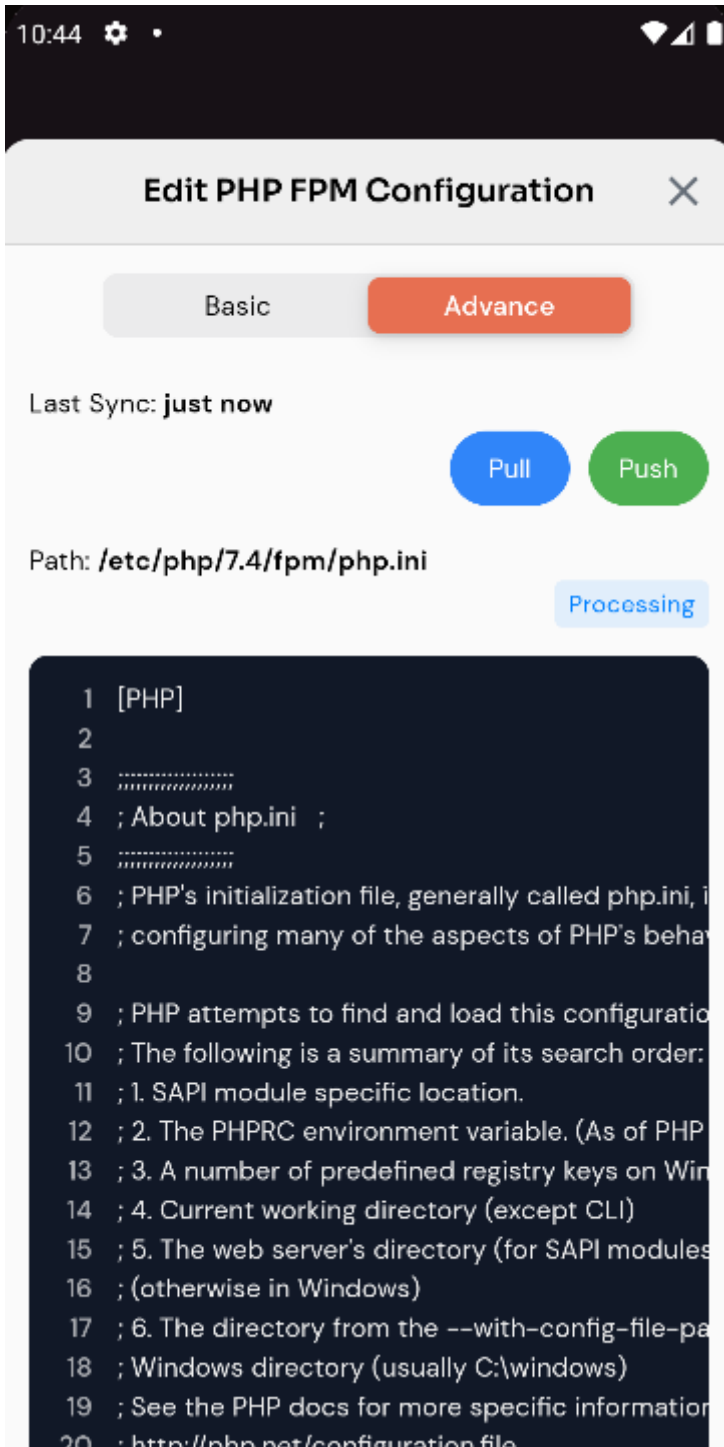 10:44
Edit PHP FPM Configuration
Basic
Advance
Last Sync: just now
Pull
Push
Path: /etc/php/7.4/fpm/php.ini
Processing
1 [PHP]
2
3 ;;;;;;;;;;;;;;;;;;;
4 ; About php.ini ;
5 ;;;;;;;;;;;;;;;;;;;
6 ; PHP's initialization file, generally called php.ini, i
7 ; configuring many of the aspects of PHP's beha
8
9 ; PHP attempts to find and load this configuratio
10 ; The following is a summary of its search order:
11 ; 1. SAPI module specific location.
12 ; 2. The PHPRC environment variable. (As of PHP
13 ; 3. A number of predefined registry keys on Win
14 ; 4. Current working directory (except CLI)
15 ; 5. The web server's directory (for SAPI modules
16 ; (otherwise in Windows)
17 ; 6. The directory from the --with-config-file-pa
18 ; Windows directory (usually C:\windows)
19 ; See the PHP docs for more specific information
20 ; http://php.net/configuration.file